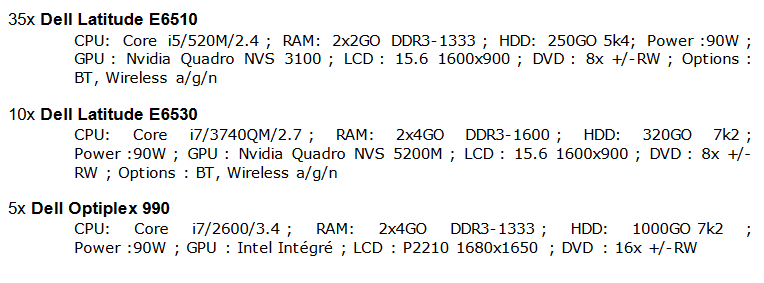 35x Dell Latitude E6510
CPU: Core i5/520M/2.4 ; RAM: 2x2GO DDR3-1333 ; HDD: 250GO 5k4; Power :90W ;
GPU : Nvidia Quadro NVS 3100 ; LCD : 15.6 1600x900 ; DVD : 8x +/-RW ; Options :
BT, Wireless a/g/n
10x Dell Latitude E6530
CPU: Core i7/3740QM/2.7 ; RAM: 2x4GO DDR3-1600 ; HDD: 320GO 7k2 ;
Power :90W ; GPU : Nvidia Quadro NVS 5200M ; LCD : 15.6 1600x900 ; DVD : 8x +/-
RW ; Options : BT, Wireless a/g/n
5x Dell Optiplex 990
CPU: Core i7/2600/3.4 ; RAM: 2x4GO DDR3-1333 ; HDD: 1000GO 7k2 ;
Power :90W ; GPU : Intel Intégré ; LCD : P2210 1680x1650 ; DVD : 16x +/-RW